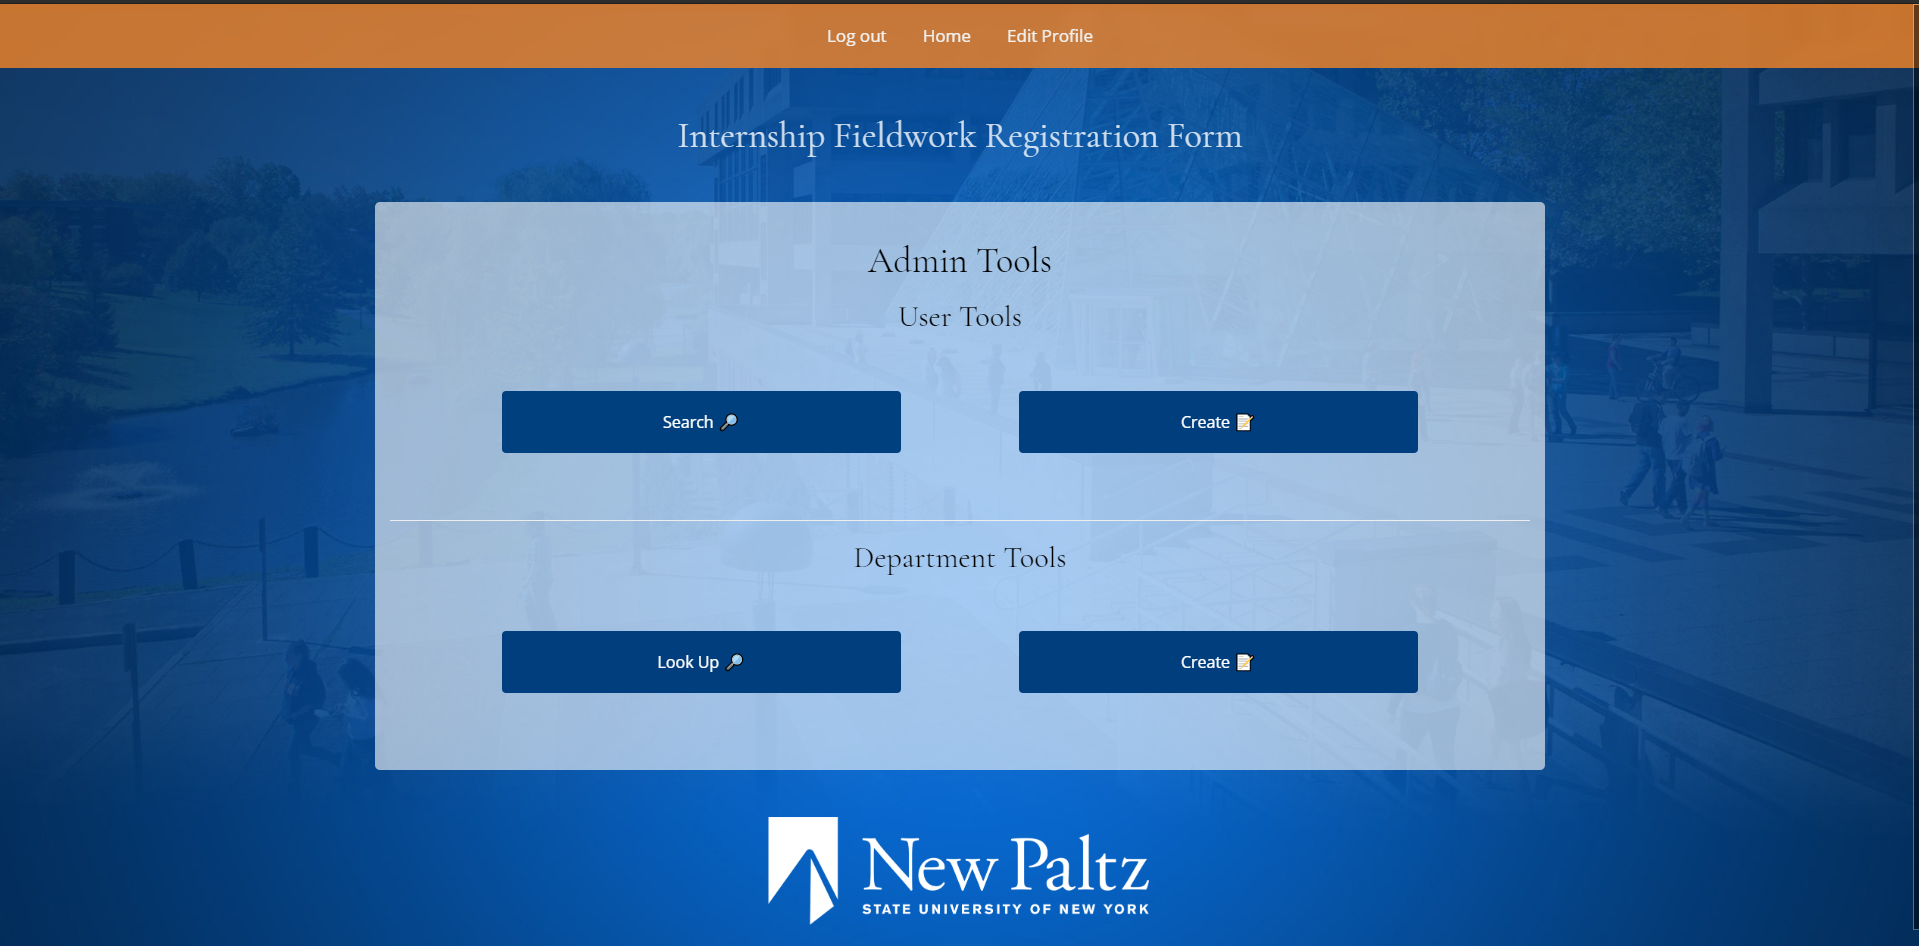 Log out Home Edit Profile
Internship Fieldwork Registration Form
Admin Tools
User Tools
Search 🔎 Create 📝
Department Tools
Look Up 🔎 Create 📝
New Paltz
STATE UNIVERSITY OF NEW YORK